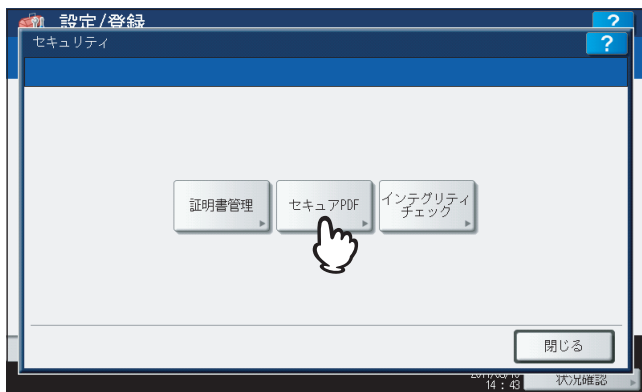 設定/登録
?
セキュリティ
?
証明書管理
セキュアPDF
インテグリティ
チェック
閉じる
14 : 43
状況確認